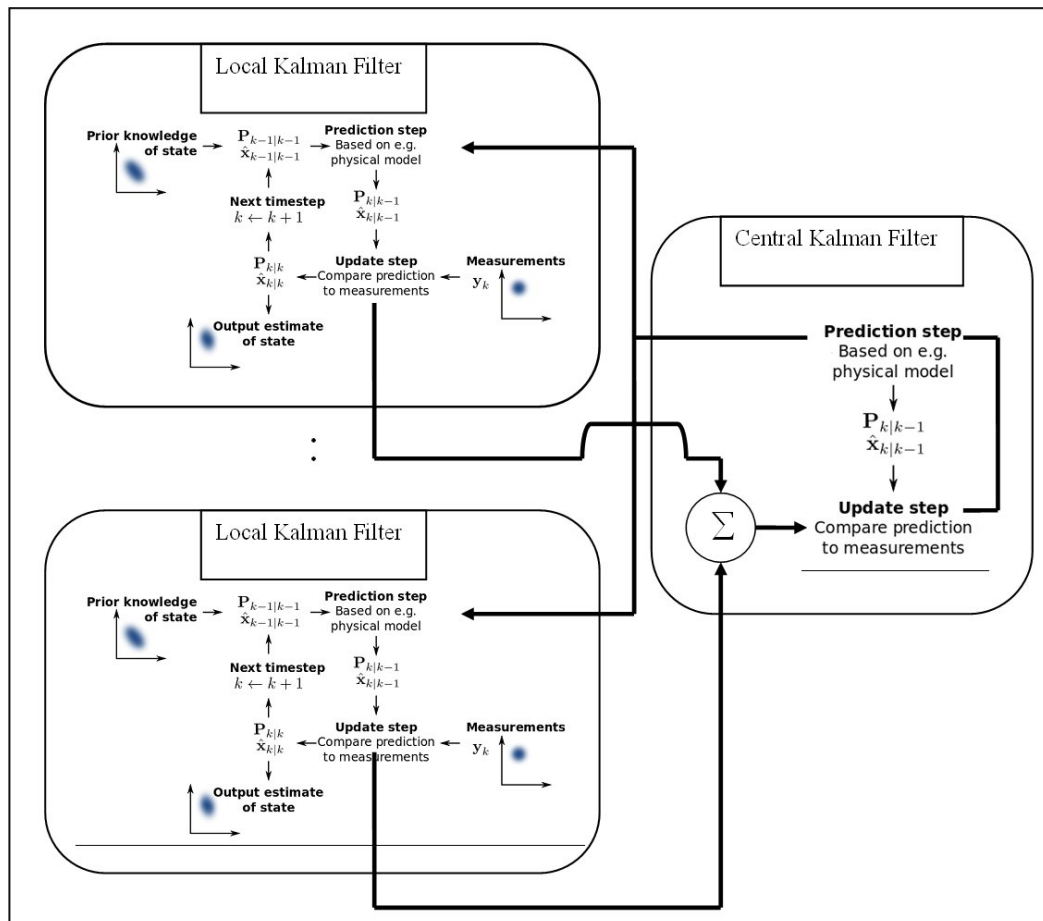 Local Kalman Filter
Prior knowledge
of state
P_{k-1|k-1}
x̂_{k-1|k-1}
Prediction step
Based on e.g.
physical model
Next timestep
k ← k + 1
P_{k|k-1}
x̂_{k|k-1}
P_{k|k}
x̂_{k|k}
Update step
Compare prediction
to measurements
Measurements
y_k
Output estimate
of state
:
Local Kalman Filter
Prior knowledge
of state
P_{k-1|k-1}
x̂_{k-1|k-1}
Prediction step
Based on e.g.
physical model
Next timestep
k ← k + 1
P_{k|k-1}
x̂_{k|k-1}
P_{k|k}
x̂_{k|k}
Update step
Compare prediction
to measurements
Measurements
y_k
Output estimate
of state
Central Kalman Filter
Prediction step
Based on e.g.
physical model
P_{k|k-1}
x̂_{k|k-1}
Σ
Update step
Compare prediction
to measurements